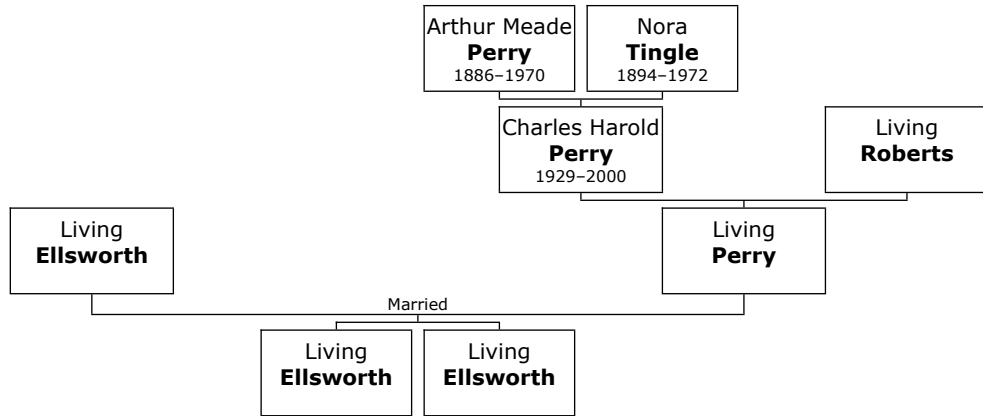 Arthur Meade
Perry
1886–1970
Nora
Tingle
1894–1972
Charles Harold
Perry
1929–2000
Living
Roberts
Living
Ellsworth
Living
Perry
Married
Living
Ellsworth
Living
Ellsworth